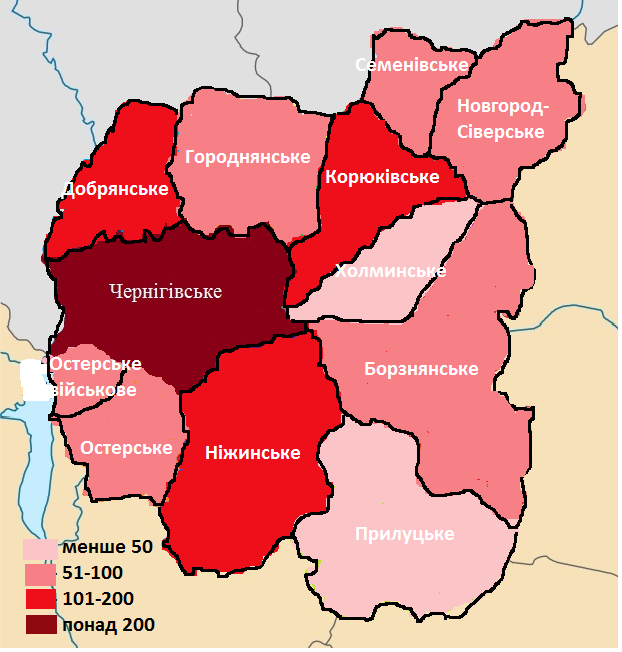 Семенівське
Новгород-
Сіверське
Городнянське
Корюківське
Добрянське
Холминське
Чернігівське
Остерське
військове
Борзнянське
Остерське
Ніжинське
Прилуцьке
менше 50
51-100
101-200
понад 200